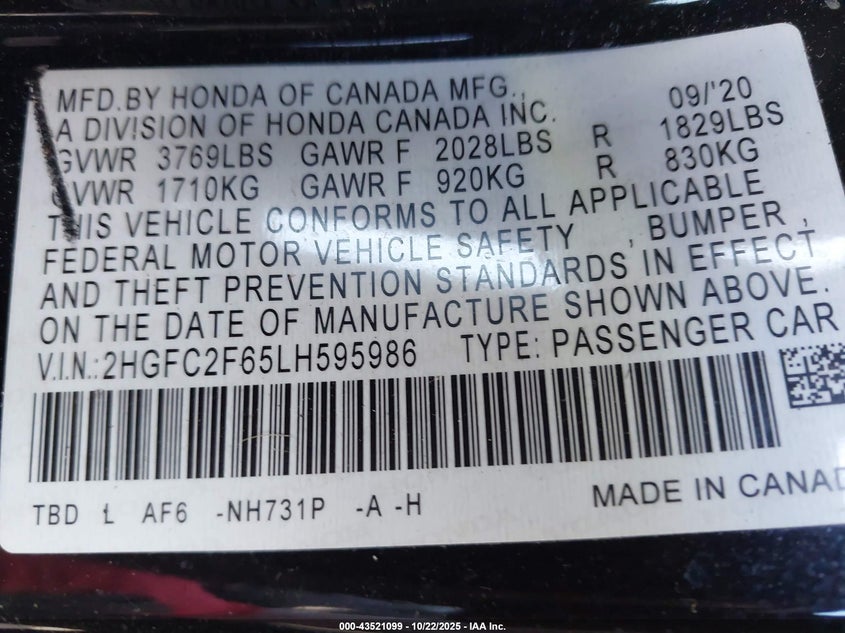 MFD.BY HONDA OF CANADA MFG., 09/'20
A DIVISION OF HONDA CANADA INC.
GVWR 3769LBS GAWR F 2028LBS R 1829LBS
GVWR 1710KG GAWR F 920KG R 830KG
THIS VEHICLE CONFORMS TO ALL APPLICABLE
FEDERAL MOTOR VEHICLE SAFETY , BUMPER ,
AND THEFT PREVENTION STANDARDS IN EFFECT
ON THE DATE OF MANUFACTURE SHOWN ABOVE.
V.I.N.:2HGFC2F65LH595986 TYPE: PASSENGER CAR
TBD L AF6 -NH731P -A -H MADE IN CANAD
000-43521099 - 10/22/2025 - IAA Inc.